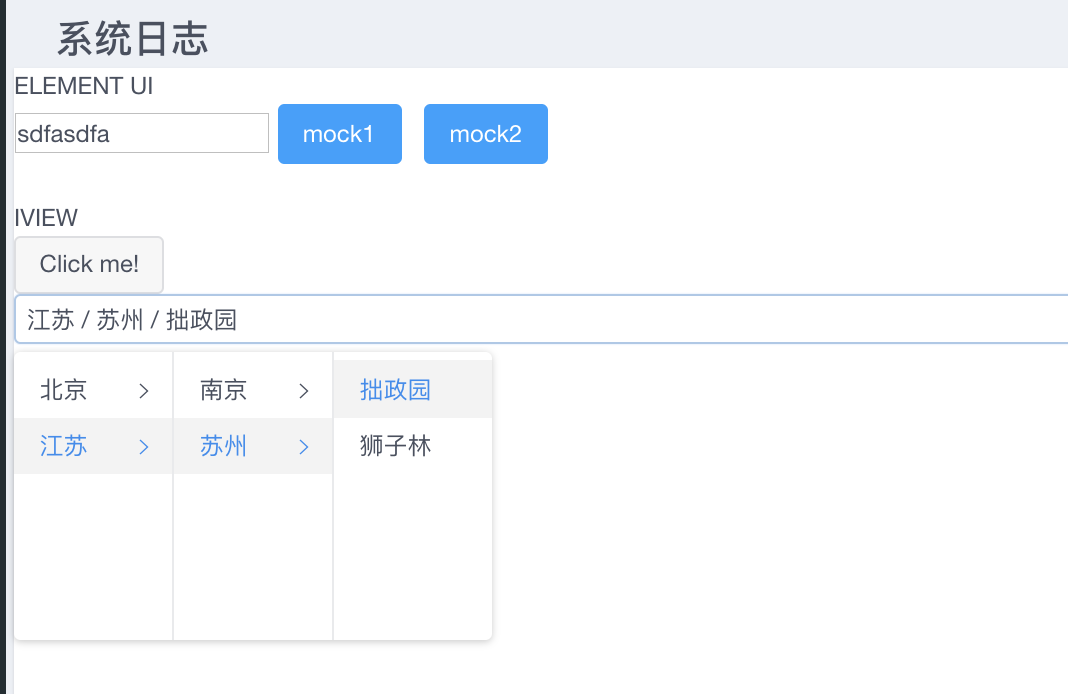 系统日志
ELEMENT UI
sdfasdfa mock1 mock2
IVIEW
Click me!
江苏 / 苏州 / 拙政园
北京 南京 拙政园
江苏 苏州 狮子林